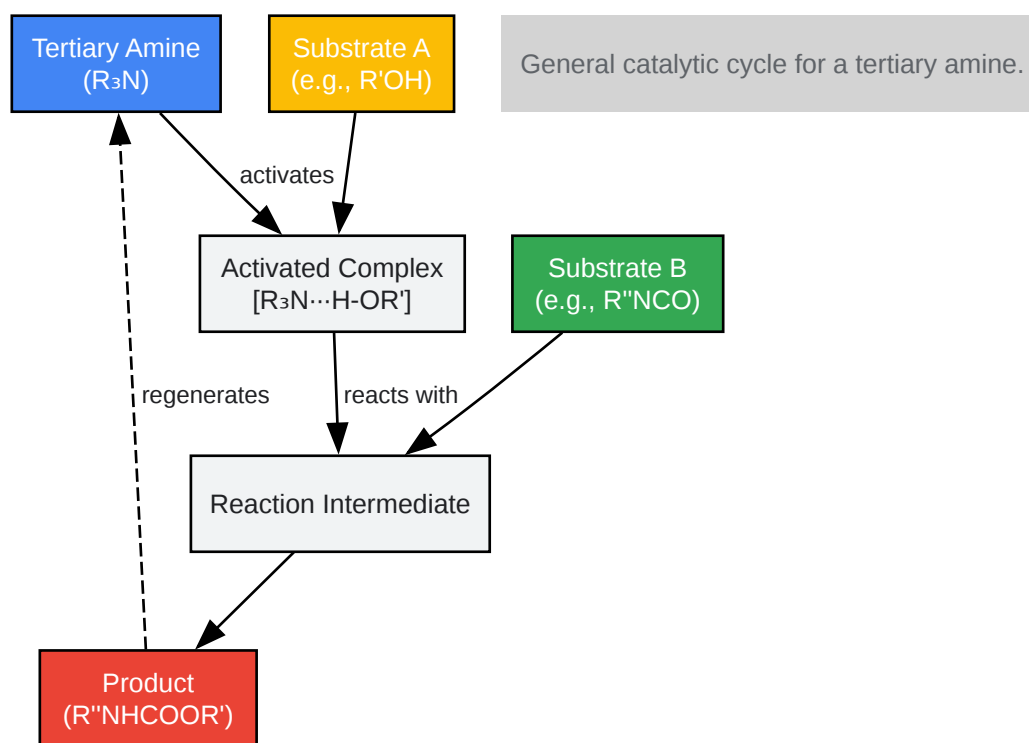 Tertiary Amine
(R₃N)
Substrate A
(e.g., R'OH)
General catalytic cycle for a tertiary amine.
activates
Activated Complex
[R₃N···H-OR']
Substrate B
(e.g., R''NCO)
regenerates
reacts with
Reaction Intermediate
Product
(R''NHCOOR')